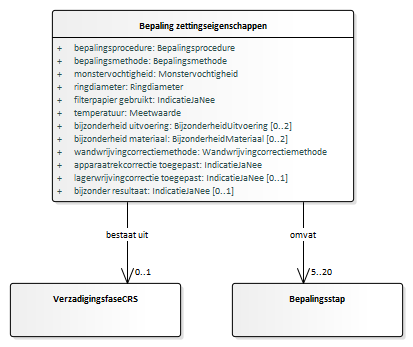 Bepaling zettingseigenschappen
+ bepalingsprocedure: Bepalingsprocedure
+ bepalingsmethode: Bepalingsmethode
+ monstervochtigheid: Monstervochtigheid
+ ringdiameter: Ringdiameter
+ filterpapier gebruikt: IndicatieJaNee
+ temperatuur: Meetwaarde
+ bijzonderheid uitvoering: BijzonderheidUitvoering [0..2]
+ bijzonderheid materiaal: BijzonderheidMateriaal [0..2]
+ wandwrijvingcorrectiemethode: Wandwrijvingcorrectiemethode
+ apparaatrekcorrectie toegepast: IndicatieJaNee
+ lagerwrijvingcorrectie toegepast: IndicatieJaNee [0..1]
+ bijzonder resultaat: IndicatieJaNee [0..1]
bestaat uit
omvat
0..1
5..20
VerzadigingsfaseCRS
Bepalingsstap